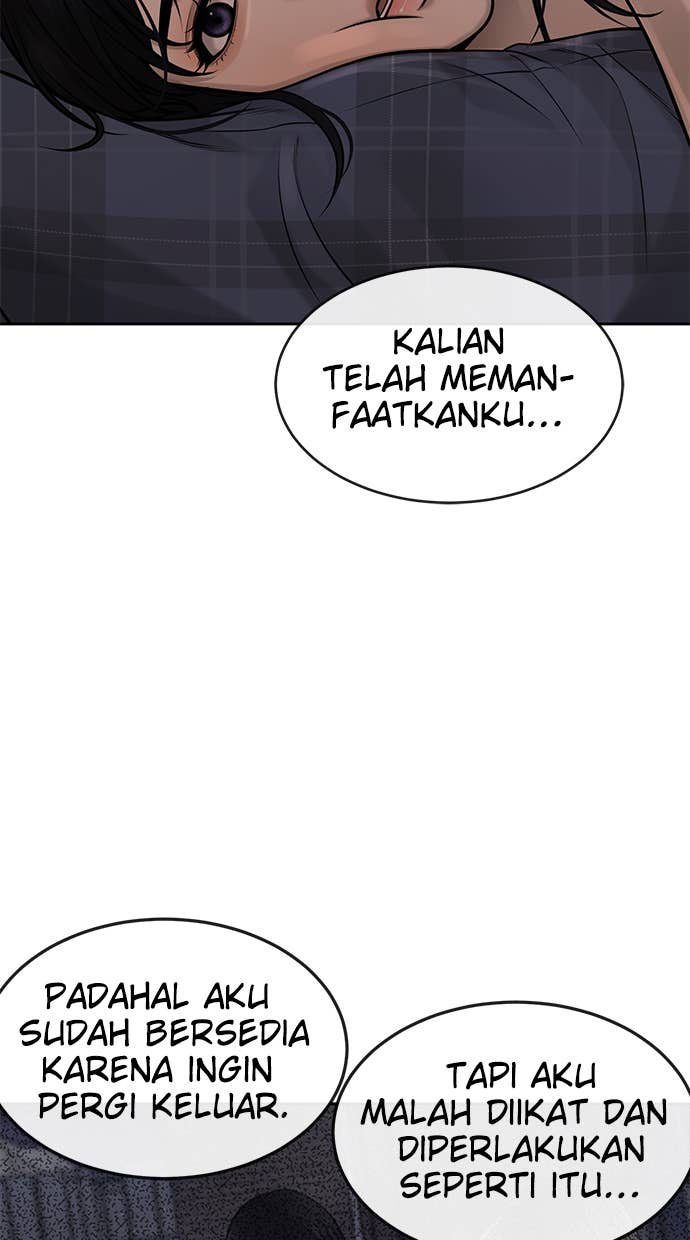 KALIAN
TELAH MEMAN-
FAATKANKU...
PADAHAL AKU
SUDAH BERSEDIA
KARENA INGIN
PERGI KELUAR.
TAPI AKU
MALAH DIIKAT DAN
DIPERLAKUKAN
SEPERTI ITU...